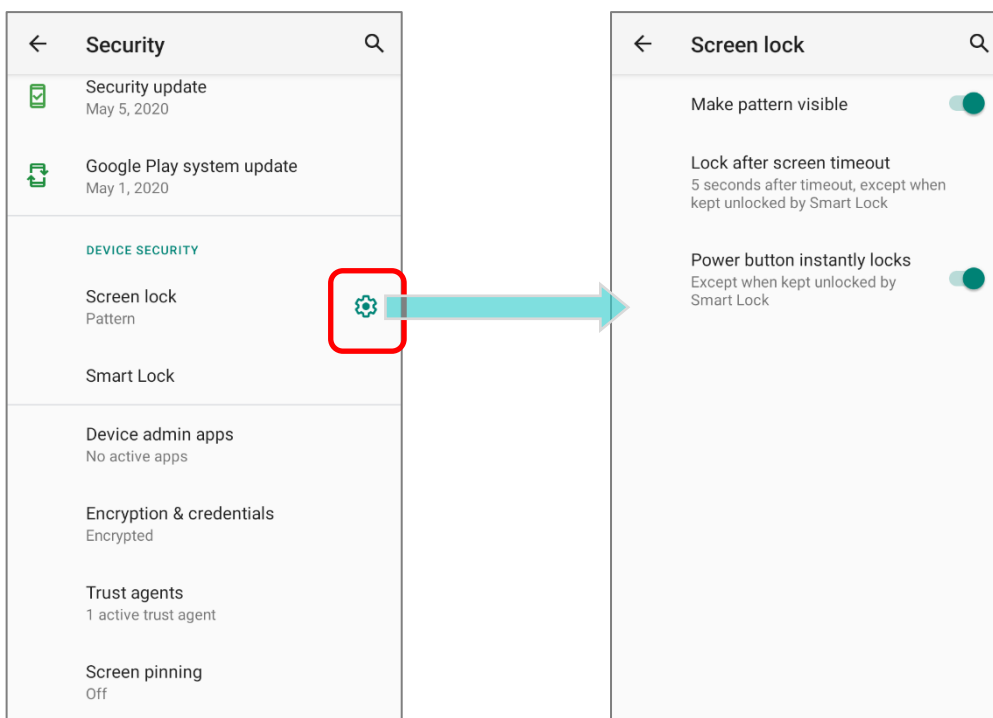 Security
Security update
May 5, 2020
Google Play system update
May 1, 2020
DEVICE SECURITY
Screen lock
Pattern
Smart Lock
Device admin apps
No active apps
Encryption & credentials
Encrypted
Trust agents
1 active trust agent
Screen pinning
Off
Screen lock
Make pattern visible
Lock after screen timeout
5 seconds after timeout, except when
kept unlocked by Smart Lock
Power button instantly locks
Except when kept unlocked by
Smart Lock